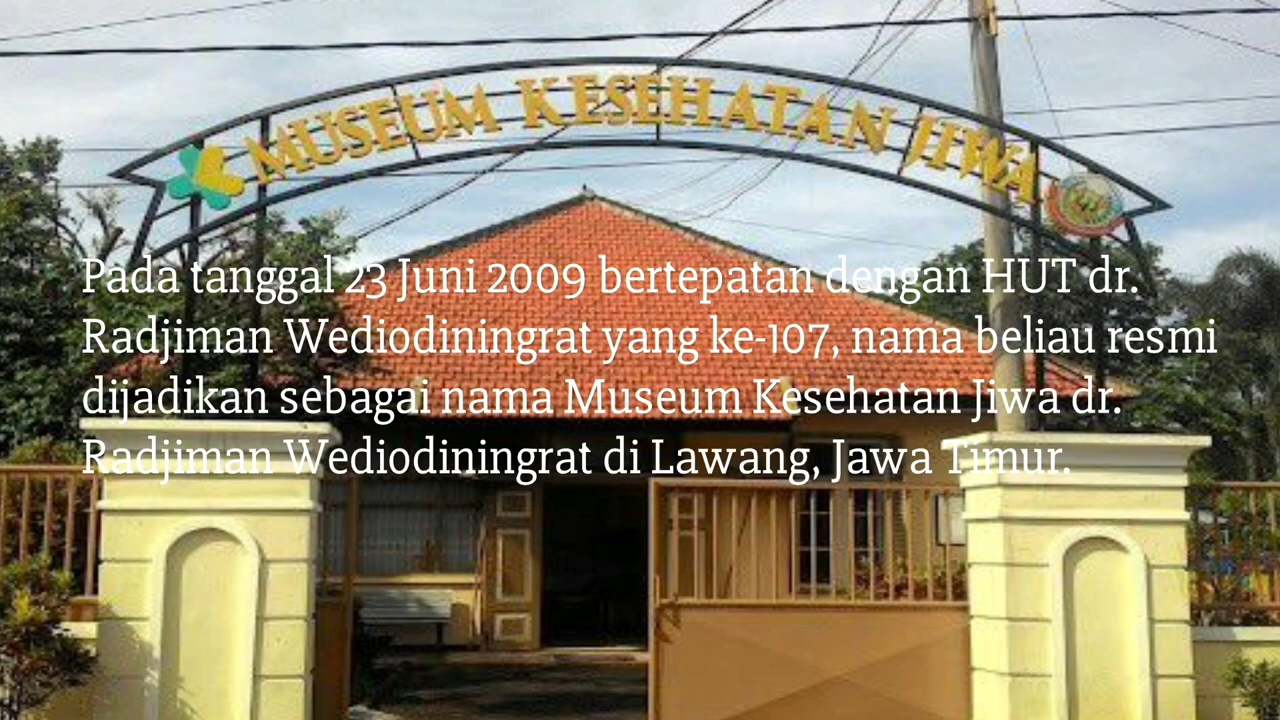 MUSEUM KESEHATAN JIWA
Pada tanggal 23 Juni 2009 bertepatan dengan HUT dr.
Radjiman Wediodiningrat yang ke-107, nama beliau resmi
dijadikan sebagai nama Museum Kesehatan Jiwa dr.
Radjiman Wediodiningrat di Lawang, Jawa Timur.